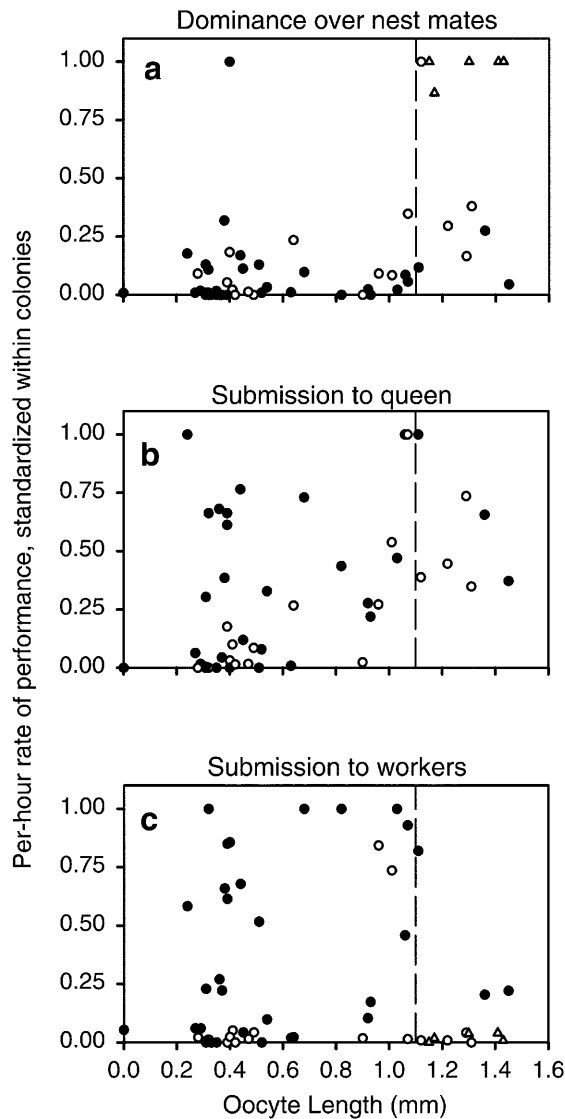 Dominance over nest mates
a
1.00
0.75
0.50
0.25
0.00
Submission to queen
b
1.00
0.75
0.50
0.25
0.00
Submission to workers
c
1.00
0.75
0.50
0.25
0.00
0.0 0.2 0.4 0.6 0.8 1.0 1.2 1.4 1.6
Oocyte Length (mm)
Per-hour rate of performance, standardized within colonies